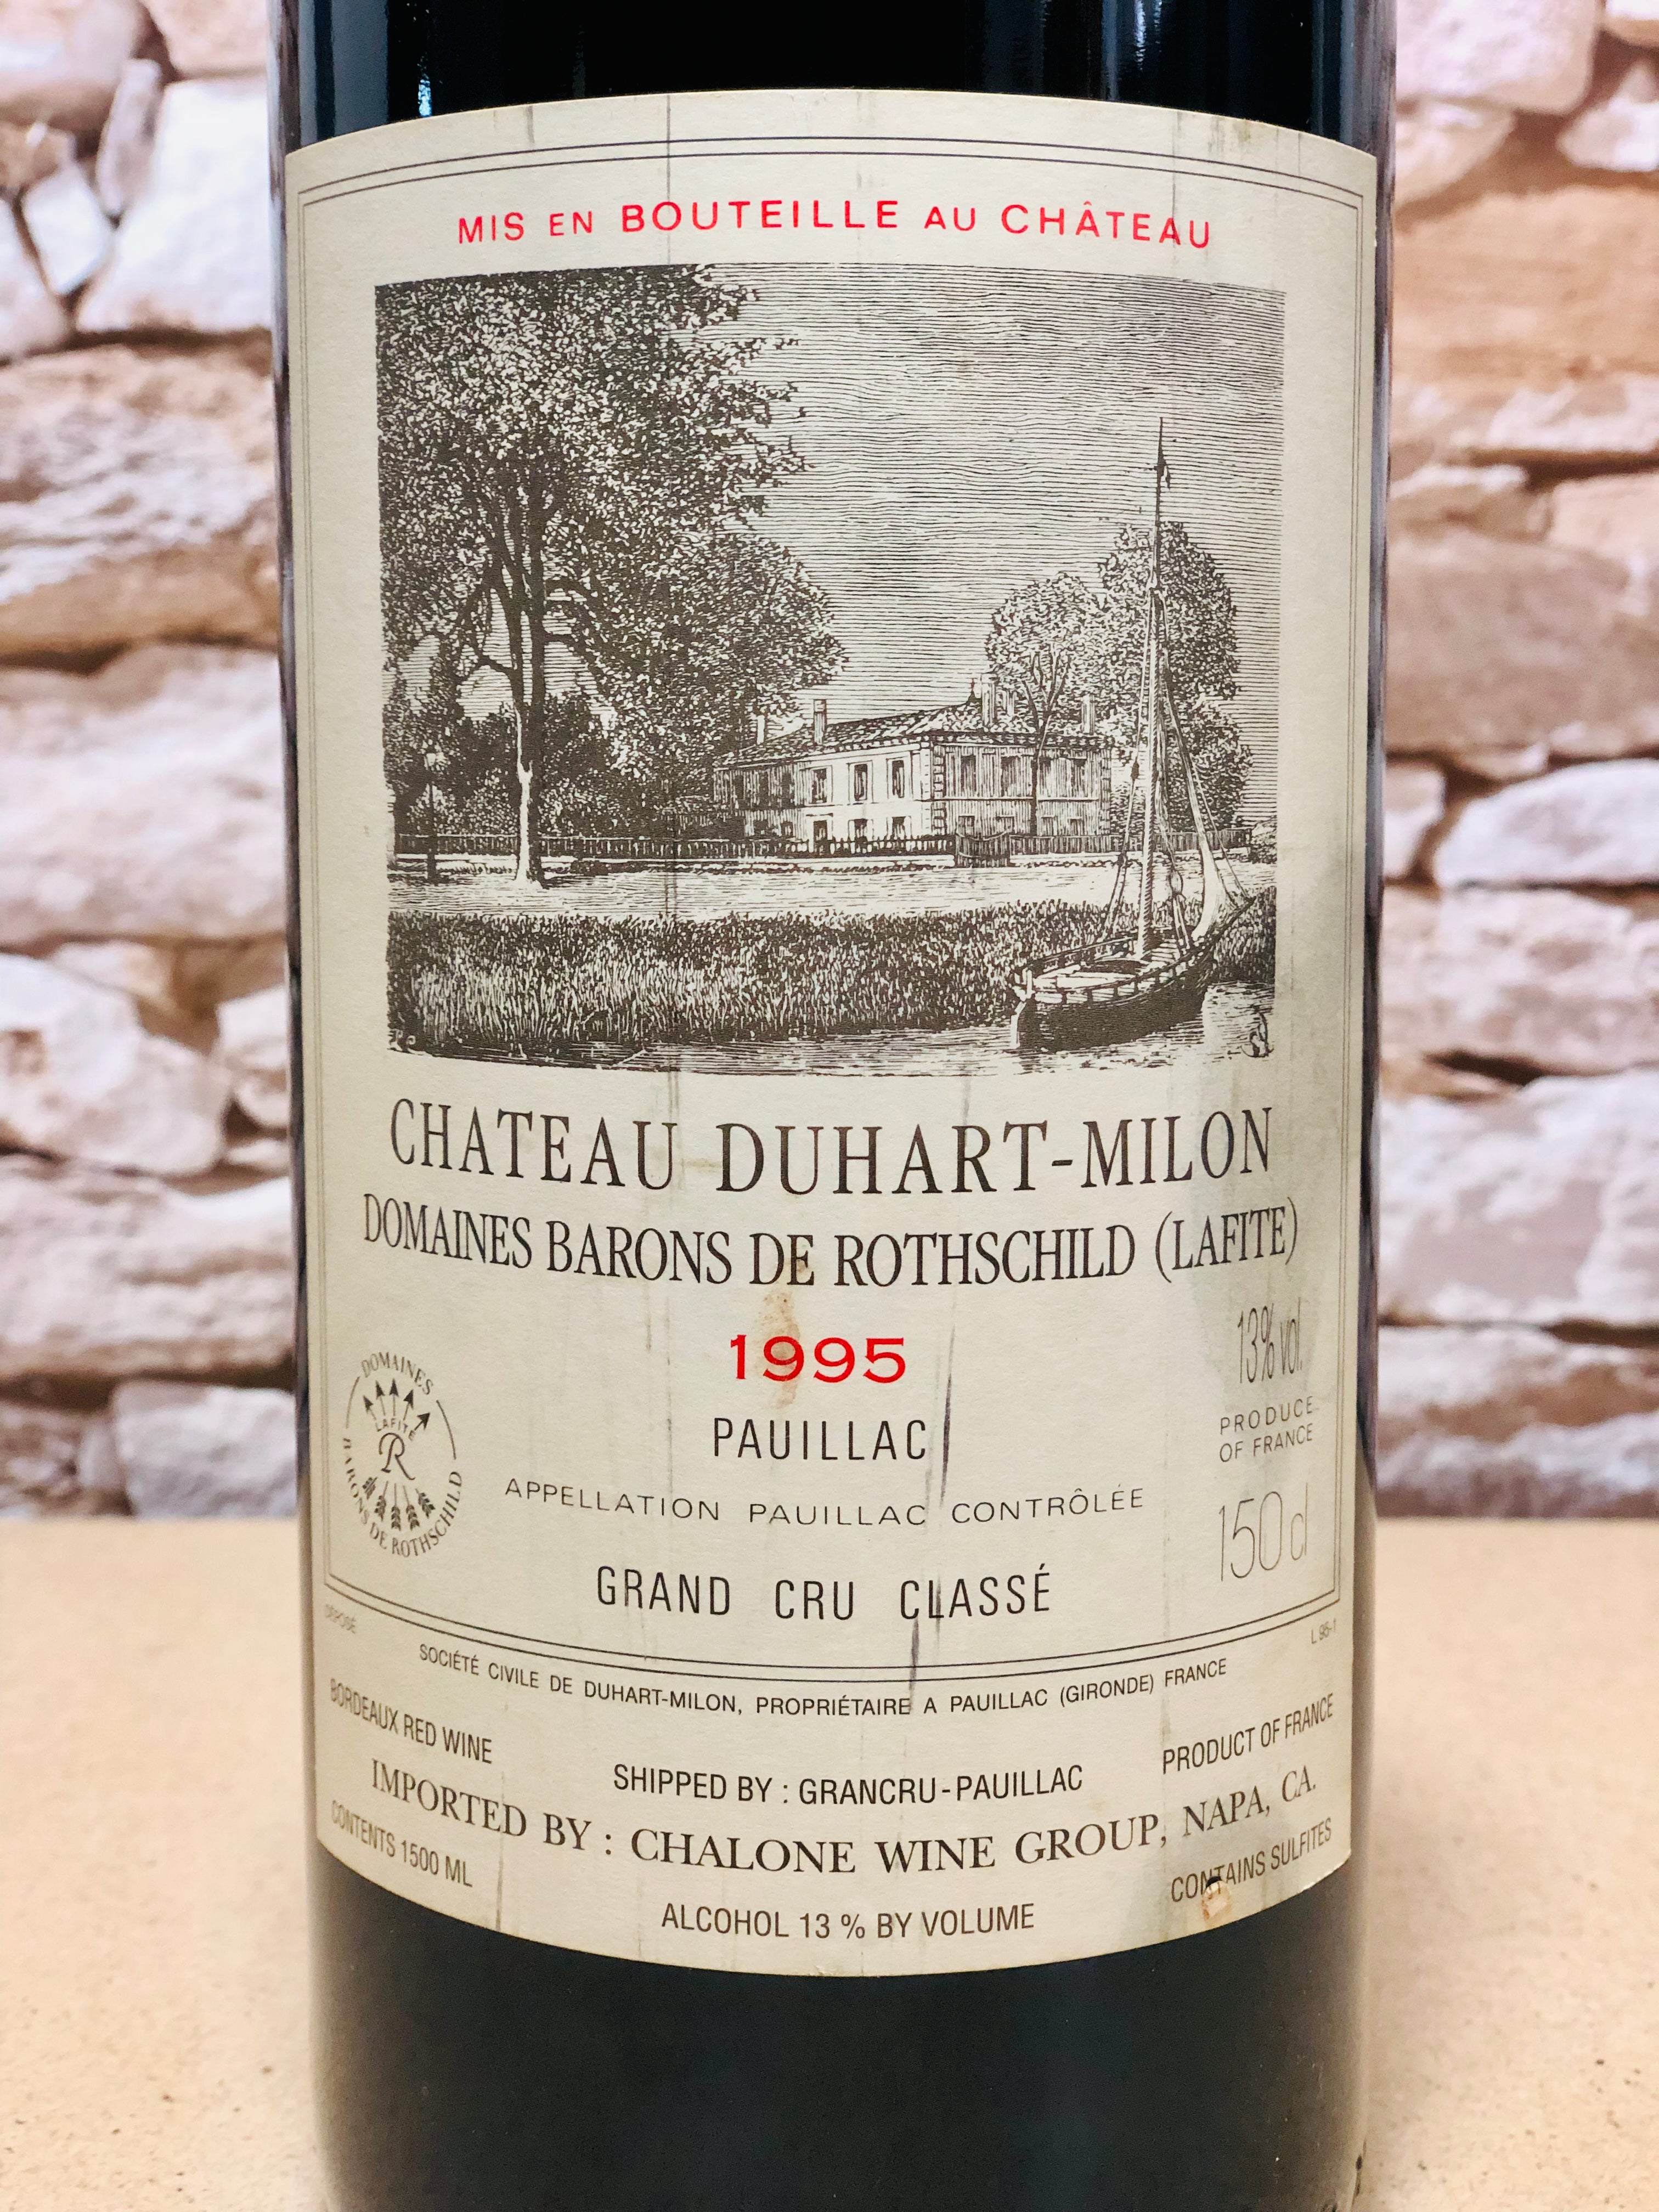 MIS EN BOUTEILLE AU CHÂTEAU
CHATEAU DUHART-MILON
DOMAINES BARONS DE ROTHSCHILD (LAFITE)
1995
13% vol.
PAUILLAC
PRODUCE
OF FRANCE
DOMAINES
LAFITE
R
BARONS DE ROTHSCHILD
APPELLATION PAUILLAC CONTRÔLÉE
150 cl
GRAND CRU CLASSÉ
DÉPOSÉ
L 95-1
SOCIÉTÉ CIVILE DE DUHART-MILON, PROPRIÉTAIRE A PAUILLAC (GIRONDE) FRANCE
BORDEAUX RED WINE
SHIPPED BY : GRANCRU-PAUILLAC
PRODUCT OF FRANCE
IMPORTED BY : CHALONE WINE GROUP, NAPA, CA.
CONTENTS 1500 ML
ALCOHOL 13 % BY VOLUME
CONTAINS SULFITES